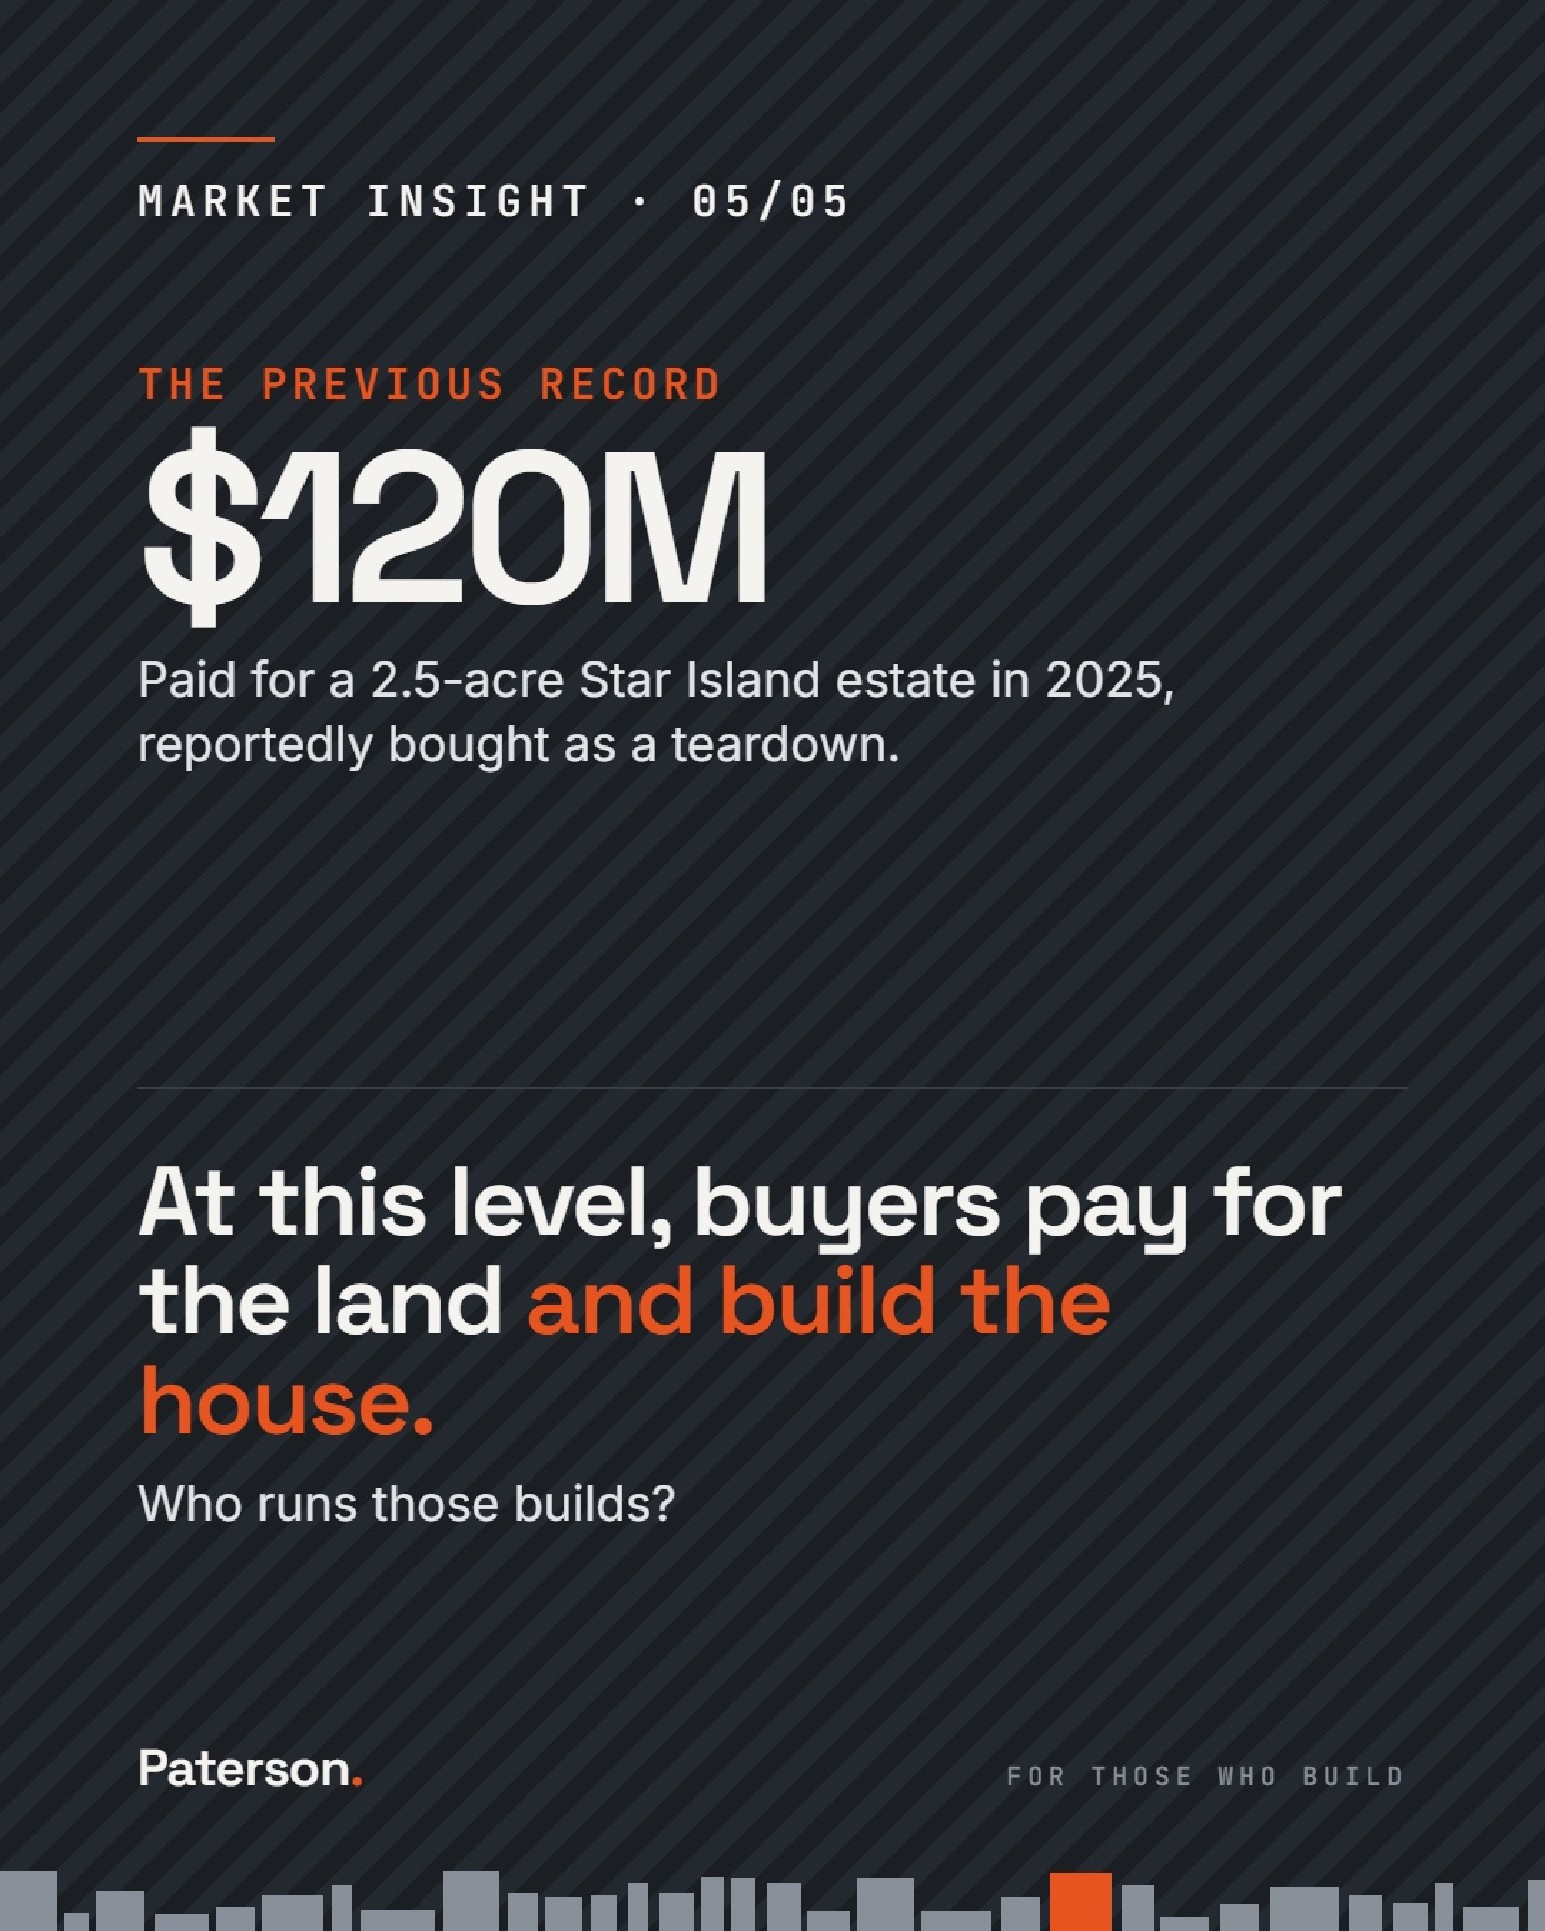 MARKET INSIGHT · 05/05
THE PREVIOUS RECORD
$120M
Paid for a 2.5-acre Star Island estate in 2025,
reportedly bought as a teardown.
At this level, buyers pay for
the land and build the
house.
Who runs those builds?
Paterson.
FOR THOSE WHO BUILD